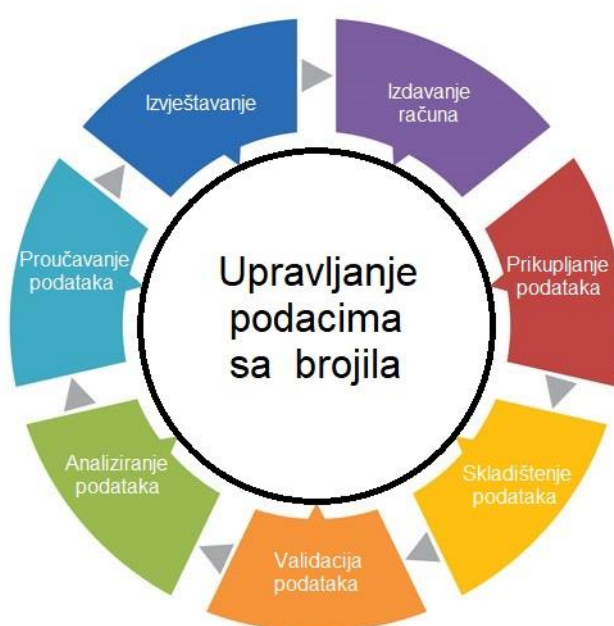 Izvještavanje
Izdavanje
računa
Prikupljanje
podataka
Skladištenje
podataka
Validacija
podataka
Analiziranje
podataka
Proučavanje
podataka
Upravljanje
podacima
sa brojila